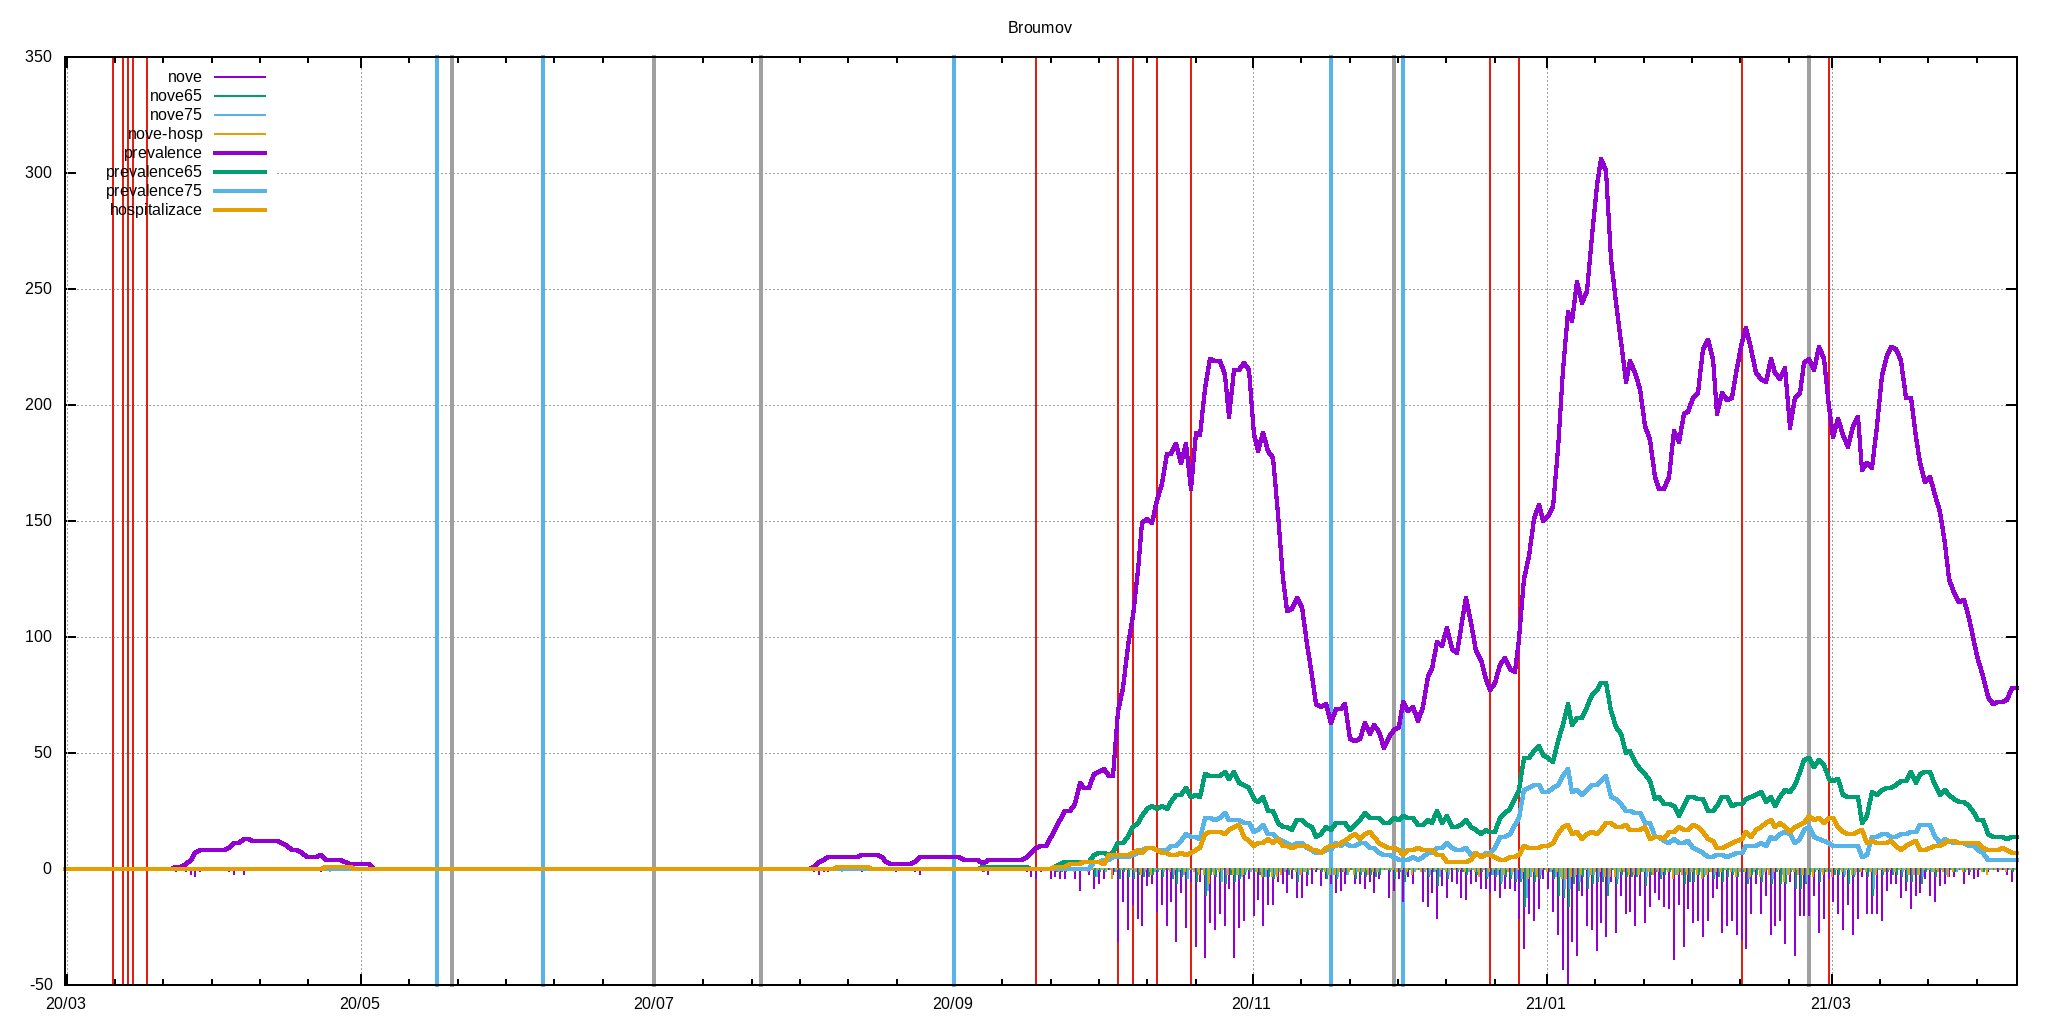 Broumov
350
300
250
200
150
100
50
0
-50
nove
nove65
nove75
nove-hosp
prevalence
prevalence65
prevalence75
hospitalizace
20/03 20/05 20/07 20/09 20/11 21/01 21/03